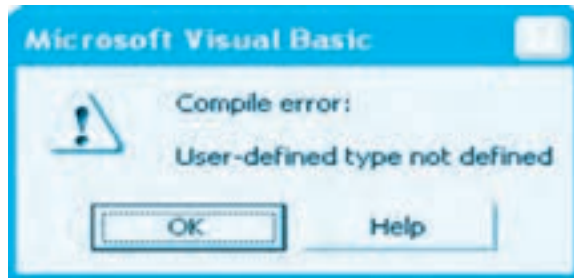 Microsoft Visual Basic
Compile error:
User-defined type not defined
OK
Help